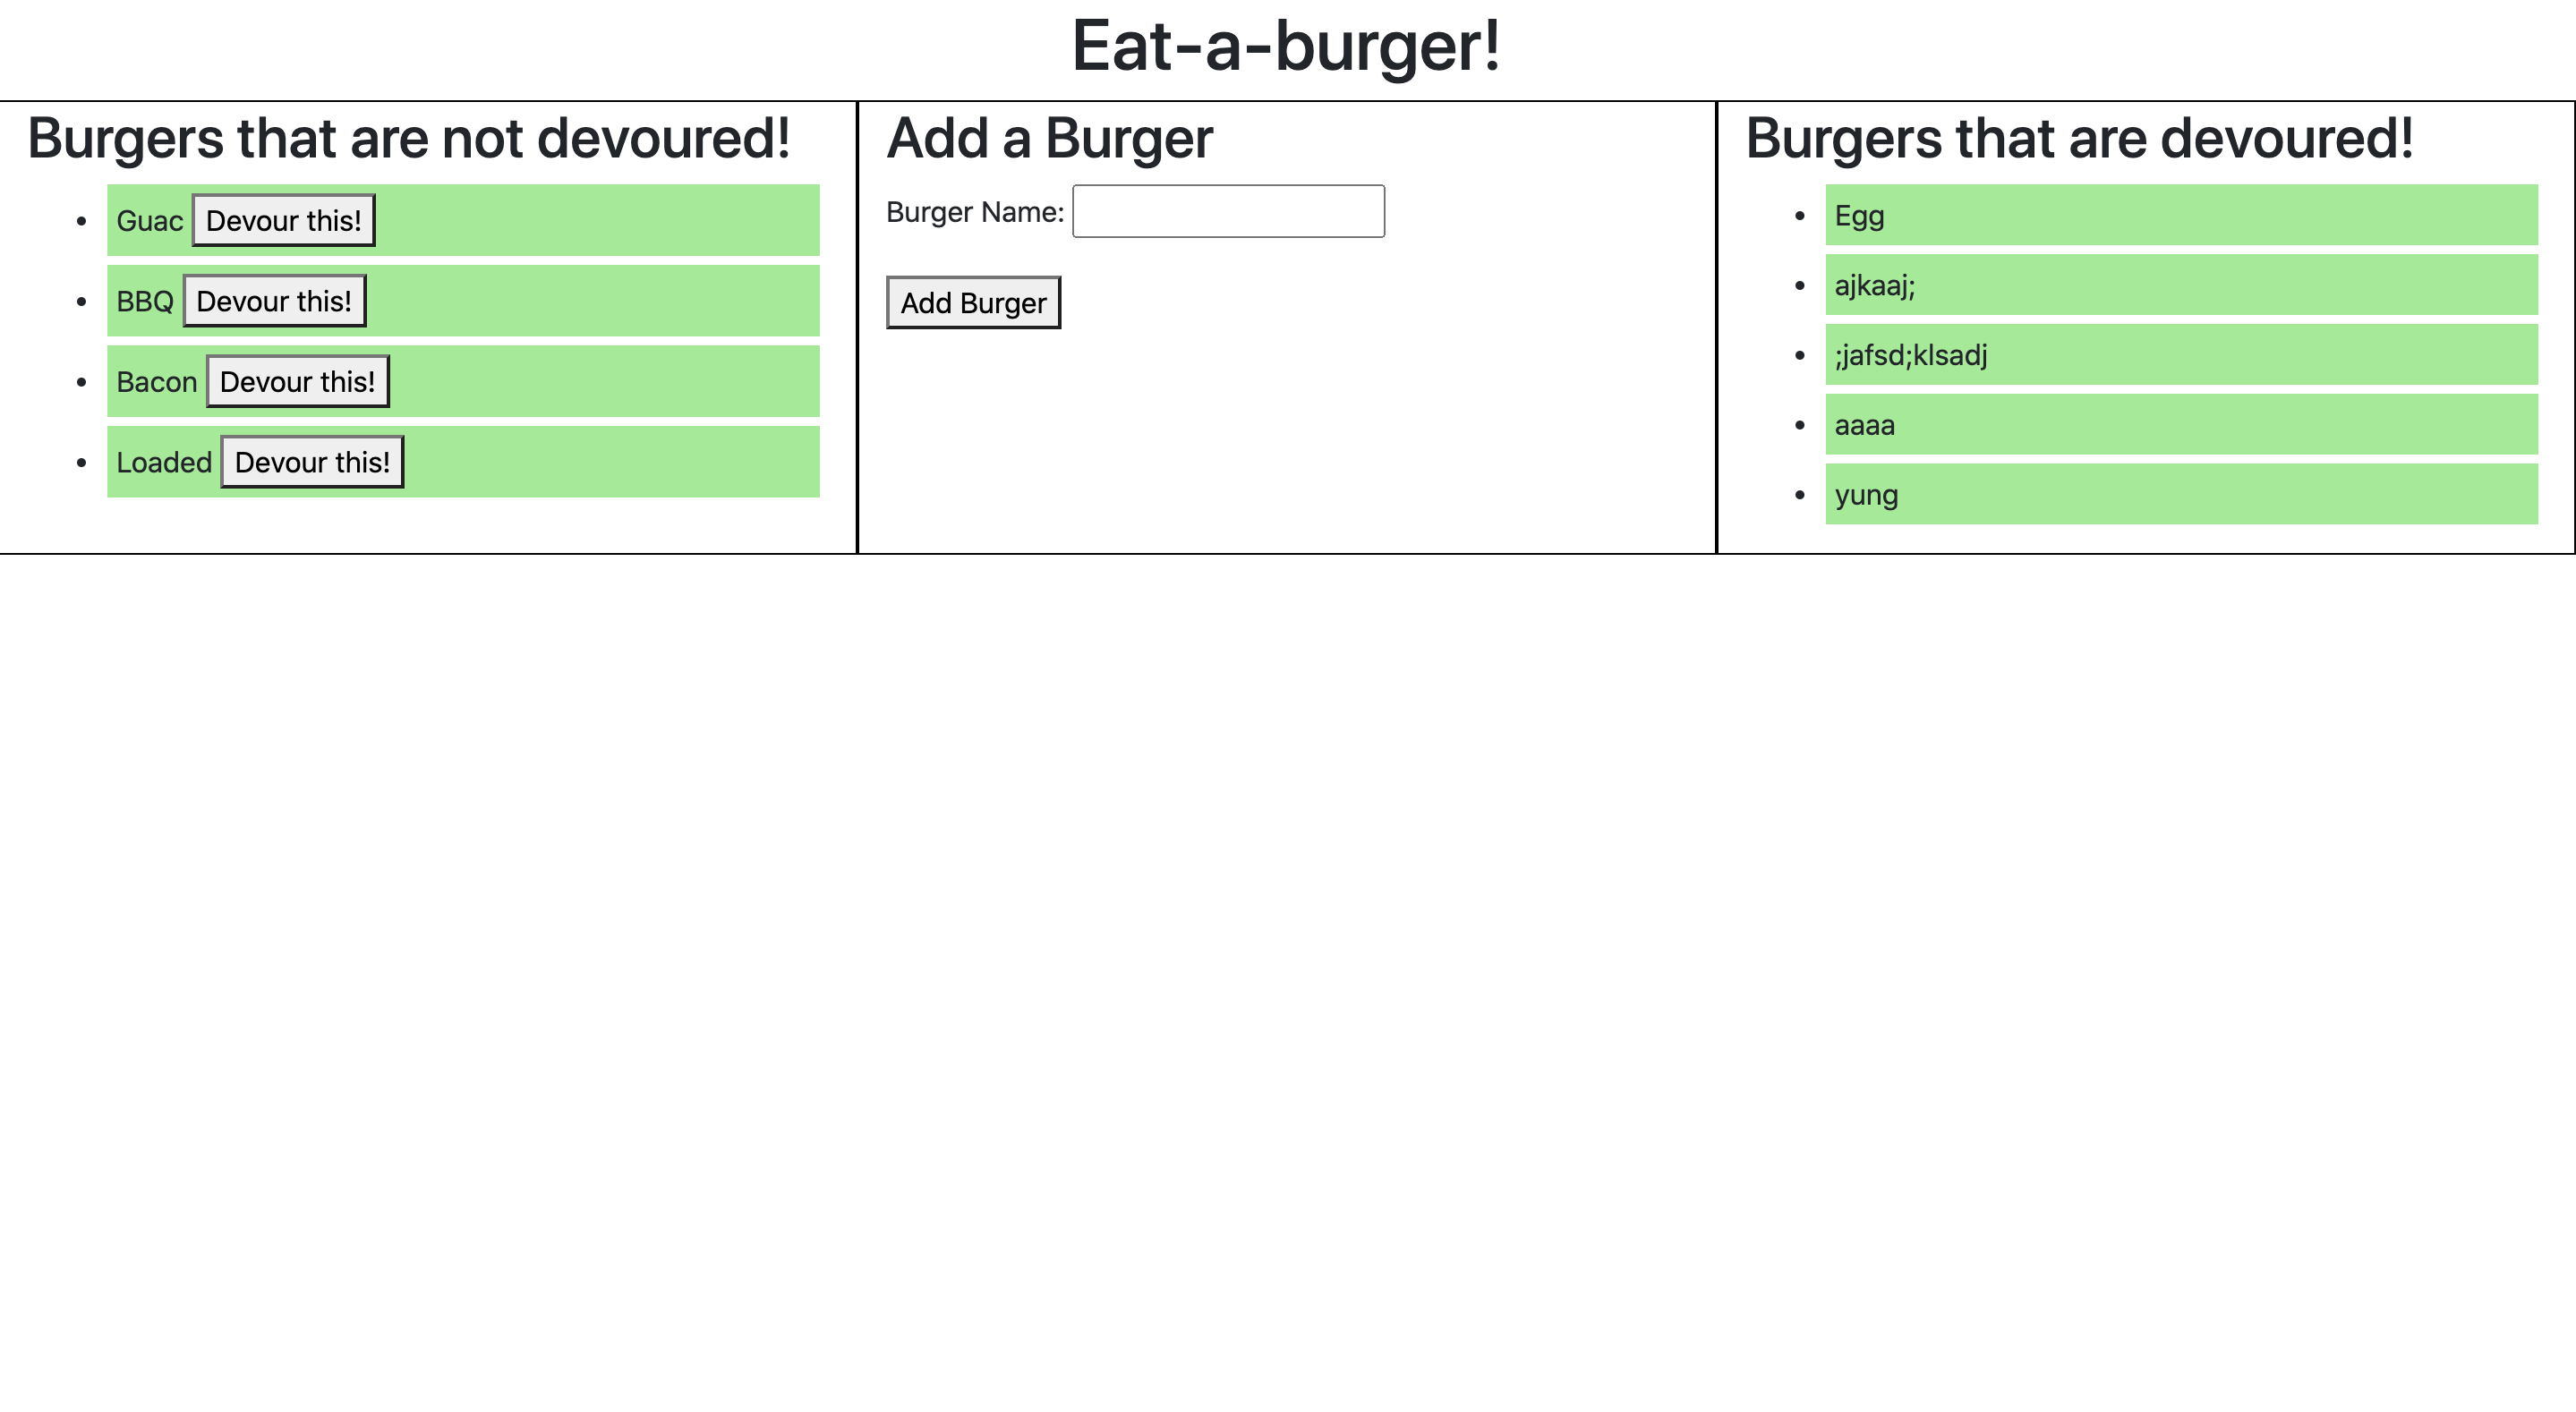 Eat-a-burger!
Burgers that are not devoured!
Guac Devour this!
BBQ Devour this!
Bacon Devour this!
Loaded Devour this!
Add a Burger
Burger Name:
Add Burger
Burgers that are devoured!
Egg
ajkaaj;
;jafsd;klsadj
aaaa
yung